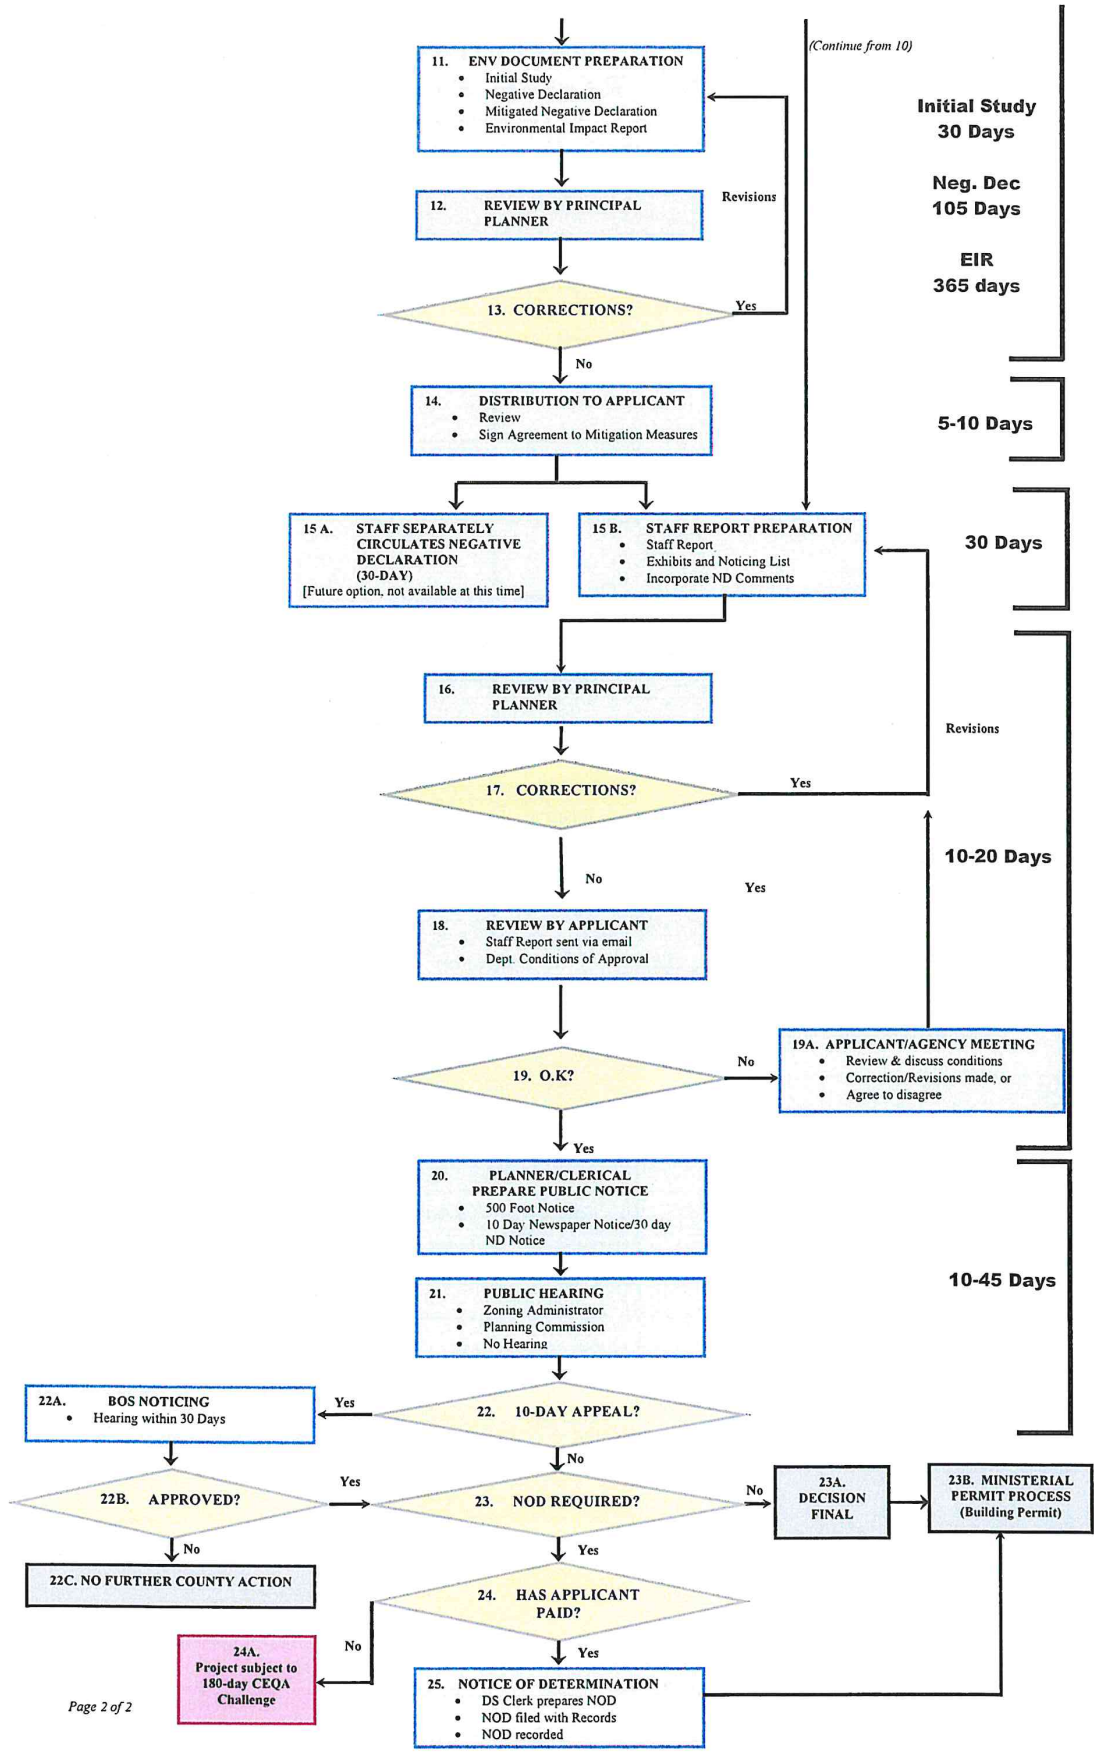 (Continue from 10)
11. ENV DOCUMENT PREPARATION
• Initial Study
• Negative Declaration
• Mitigated Negative Declaration
• Environmental Impact Report
Initial Study
30 Days
Neg. Dec
105 Days
EIR
365 days
Revisions
12. REVIEW BY PRINCIPAL
PLANNER
13. CORRECTIONS?
Yes
No
14. DISTRIBUTION TO APPLICANT
• Review
• Sign Agreement to Mitigation Measures
5-10 Days
15 A. STAFF SEPARATELY
CIRCULATES NEGATIVE
DECLARATION
(30-DAY)
[Future option, not available at this time]
15 B. STAFF REPORT PREPARATION
• Staff Report
• Exhibits and Noticing List
• Incorporate ND Comments
30 Days
16. REVIEW BY PRINCIPAL
PLANNER
Revisions
17. CORRECTIONS?
Yes
10-20 Days
No
Yes
18. REVIEW BY APPLICANT
• Staff Report sent via email
• Dept. Conditions of Approval
19. O.K?
No
19A. APPLICANT/AGENCY MEETING
• Review & discuss conditions
• Correction/Revisions made, or
• Agree to disagree
Yes
20. PLANNER/CLERICAL
PREPARE PUBLIC NOTICE
• 500 Foot Notice
• 10 Day Newspaper Notice/30 day
ND Notice
10-45 Days
21. PUBLIC HEARING
• Zoning Administrator
• Planning Commission
• No Hearing
22A. BOS NOTICING
• Hearing within 30 Days
Yes
22. 10-DAY APPEAL?
No
22B. APPROVED?
Yes
23. NOD REQUIRED?
No
23A.
DECISION
FINAL
23B. MINISTERIAL
PERMIT PROCESS
(Building Permit)
No
Yes
22C. NO FURTHER COUNTY ACTION
24. HAS APPLICANT
PAID?
No
Yes
24A.
Project subject to
180-day CEQA
Challenge
25. NOTICE OF DETERMINATION
• DS Clerk prepares NOD
• NOD filed with Records
• NOD recorded
Page 2 of 2